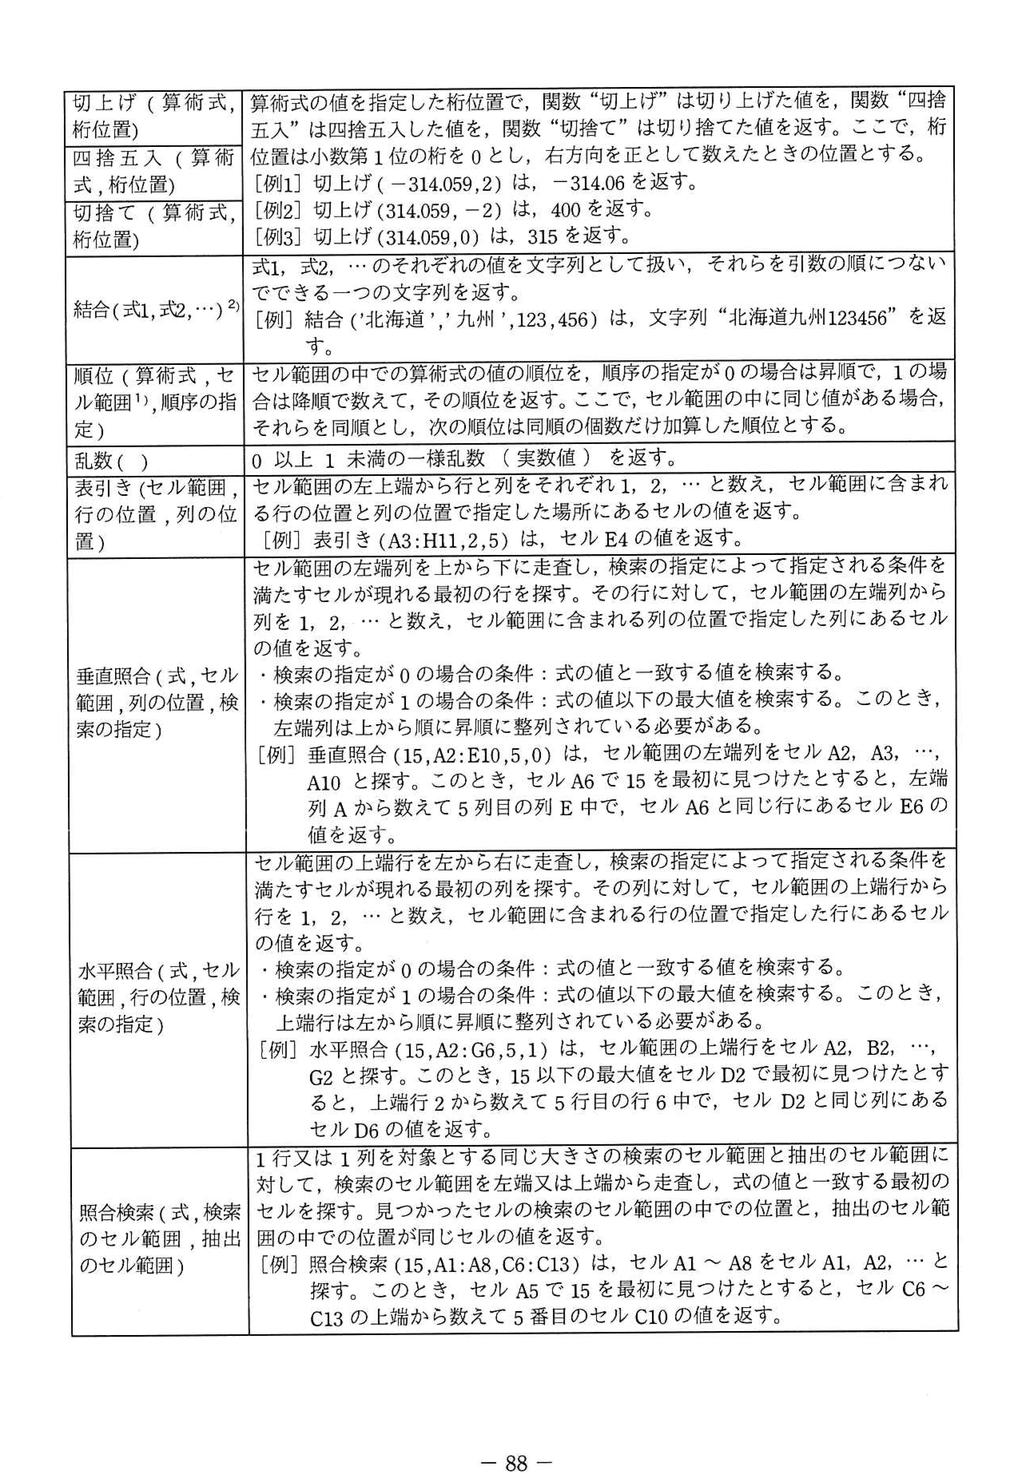 切上げ(算術式,
桁位置)
四捨五入(算術
式,桁位置)
切捨て(算術式,
桁位置)
算術式の値を指定した桁位置で,関数“切上げ”は切り上げた値を,関数“四捨
五入”は四捨五入した値を,関数“切捨て”は切り捨てた値を返す。ここで,桁
位置は小数第1位の桁を0とし,右方向を正として数えたときの位置とする。
[例1] 切上げ(-314.059,2)は,-314.06を返す。
[例2] 切上げ(314.059,-2)は,400を返す。
[例3] 切上げ(314.059,0)は,315を返す。
結合(式1,式2,…)2)
式1,式2,…のそれぞれの値を文字列として扱い,それらを引数の順につない
でできる一つの文字列を返す。
[例] 結合('北海道','九州',123,456)は,文字列“北海道九州123456”を返
す。
順位(算術式,セ
ル範囲1),順序の指
定)
セル範囲の中での算術式の値の順位を,順序の指定が0の場合は昇順で,1の場
合は降順で数えて,その順位を返す。ここで,セル範囲の中に同じ値がある場合,
それらを同順とし,次の順位は同順の個数だけ加算した順位とする。
乱数( )
0 以上 1 未満の一様乱数(実数値)を返す。
表引き(セル範囲,
行の位置,列の位
置)
セル範囲の左上端から行と列をそれぞれ1,2,…と数え,セル範囲に含まれ
る行の位置と列の位置で指定した場所にあるセルの値を返す。
[例] 表引き(A3:H11,2,5)は,セルE4の値を返す。
垂直照合(式,セル
範囲,列の位置,検
索の指定)
セル範囲の左端列を上から下に走査し,検索の指定によって指定される条件を
満たすセルが現れる最初の行を探す。その行に対して,セル範囲の左端列から
列を1,2,…と数え,セル範囲に含まれる列の位置で指定した列にあるセル
の値を返す。
・検索の指定が0の場合の条件:式の値と一致する値を検索する。
・検索の指定が1の場合の条件:式の値以下の最大値を検索する。このとき,
左端列は上から順に昇順に整列されている必要がある。
[例] 垂直照合(15,A2:E10,5,0)は,セル範囲の左端列をセルA2,A3,…,
A10と探す。このとき,セルA6で15を最初に見つけたとすると,左端
列Aから数えて5列目の列E中で,セルA6と同じ行にあるセルE6の
値を返す。
水平照合(式,セル
範囲,行の位置,検
索の指定)
セル範囲の上端行を左から右に走査し,検索の指定によって指定される条件を
満たすセルが現れる最初の列を探す。その列に対して,セル範囲の上端行から
行を1,2,…と数え,セル範囲に含まれる行の位置で指定した行にあるセル
の値を返す。
・検索の指定が0の場合の条件:式の値と一致する値を検索する。
・検索の指定が1の場合の条件:式の値以下の最大値を検索する。このとき,
上端行は左から順に昇順に整列されている必要がある。
[例] 水平照合(15,A2:G6,5,1)は,セル範囲の上端行をセルA2,B2,…,
G2と探す。このとき,15以下の最大値をセルD2で最初に見つけたとす
ると,上端行2から数えて5行目の行6中で,セルD2と同じ列にある
セルD6の値を返す。
照合検索(式,検索
のセル範囲,抽出
のセル範囲)
1行又は1列を対象とする同じ大きさの検索のセル範囲と抽出のセル範囲に
対して,検索のセル範囲を左端又は上端から走査し,式の値と一致する最初の
セルを探す。見つかったセルの検索のセル範囲の中での位置と,抽出のセル範
囲の中での位置が同じセルの値を返す。
[例] 照合検索(15,A1:A8,C6:C13)は,セルA1~A8をセルA1,A2,…と
探す。このとき,セルA5で15を最初に見つけたとすると,セルC6~
C13の上端から数えて5番目のセルC10の値を返す。
- 88 -